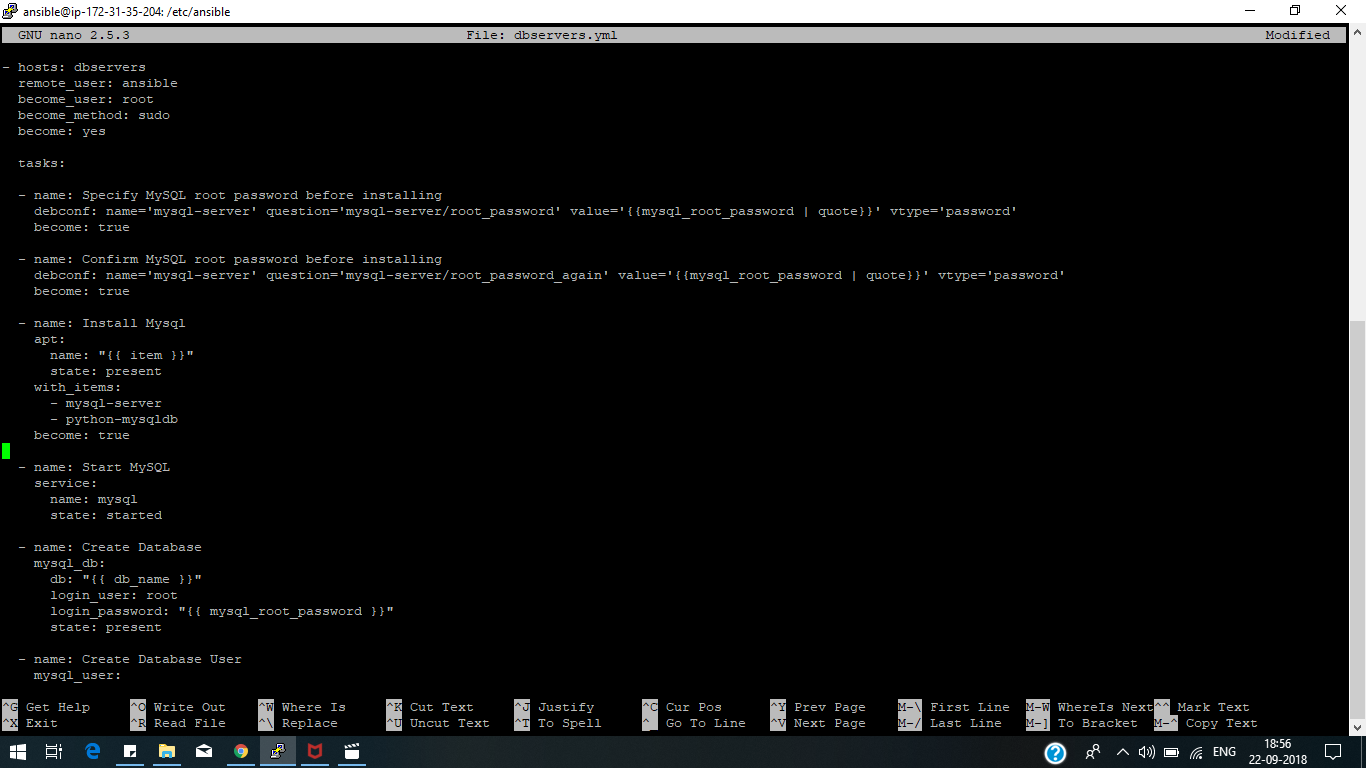 ansible@ip-172-31-35-204: /etc/ansible
GNU nano 2.5.3 File: dbservers.yml Modified
- hosts: dbservers
  remote_user: ansible
  become_user: root
  become_method: sudo
  become: yes
  tasks:
  - name: Specify MySQL root password before installing
    debconf: name='mysql-server' question='mysql-server/root_password' value='{{mysql_root_password | quote}}' vtype='password'
    become: true
  - name: Confirm MySQL root password before installing
    debconf: name='mysql-server' question='mysql-server/root_password_again' value='{{mysql_root_password | quote}}' vtype='password'
    become: true
  - name: Install Mysql
    apt:
      name: "{{ item }}"
      state: present
    with_items:
      - mysql-server
      - python-mysqldb
    become: true
  - name: Start MySQL
    service:
      name: mysql
      state: started
  - name: Create Database
    mysql_db:
      db: "{{ db_name }}"
      login_user: root
      login_password: "{{ mysql_root_password }}"
      state: present
  - name: Create Database User
    mysql_user:
^G Get Help ^O Write Out ^W Where Is ^K Cut Text ^J Justify ^C Cur Pos ^Y Prev Page M-\ First Line M-W WhereIs Next ^^ Mark Text
^X Exit ^R Read File ^\ Replace ^U Uncut Text ^T To Spell ^_ Go To Line ^V Next Page M-/ Last Line M-] To Bracket M-^ Copy Text
ENG 18:56
22-09-2018